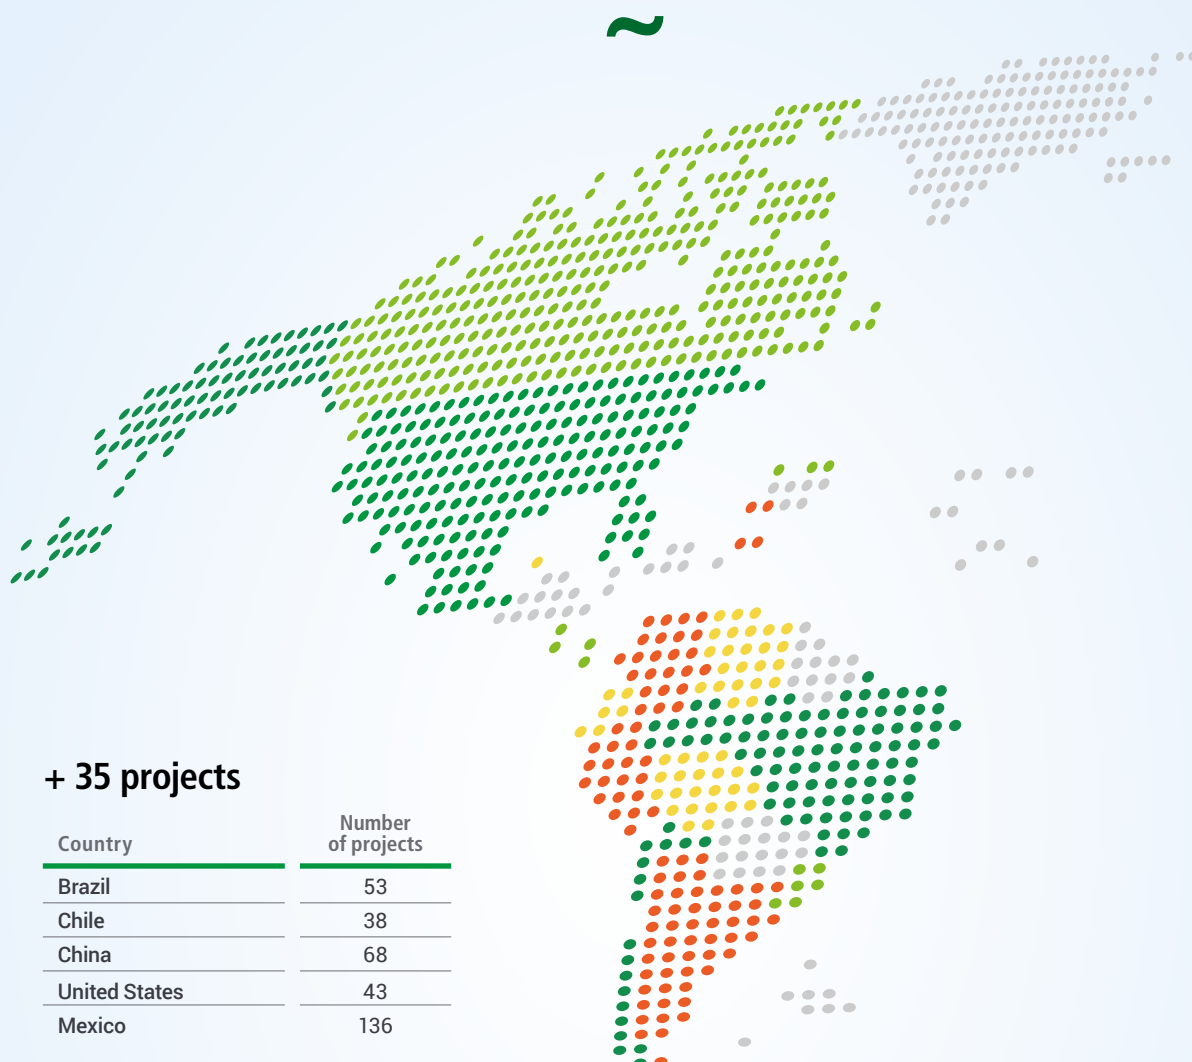 ~
+ 35 projects
Country
Number
of projects
Brazil 53
Chile 38
China 68
United States 43
Mexico 136